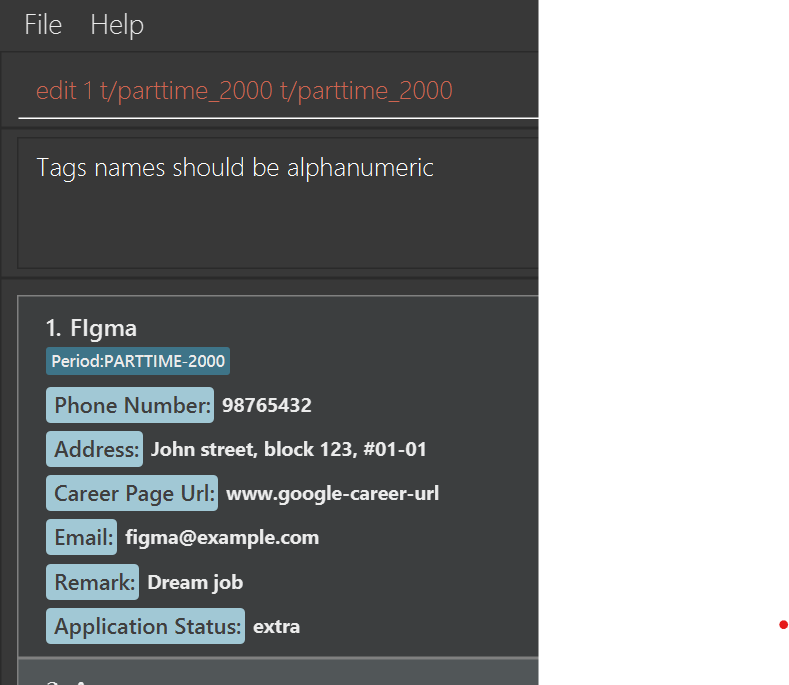 File Help
edit 1 t/parttime_2000 t/parttime_2000
Tags names should be alphanumeric
1. FIgma
Period:PARTTIME-2000
Phone Number: 98765432
Address: John street, block 123, #01-01
Career Page Url: www.google-career-url
Email: figma@example.com
Remark: Dream job
Application Status: extra